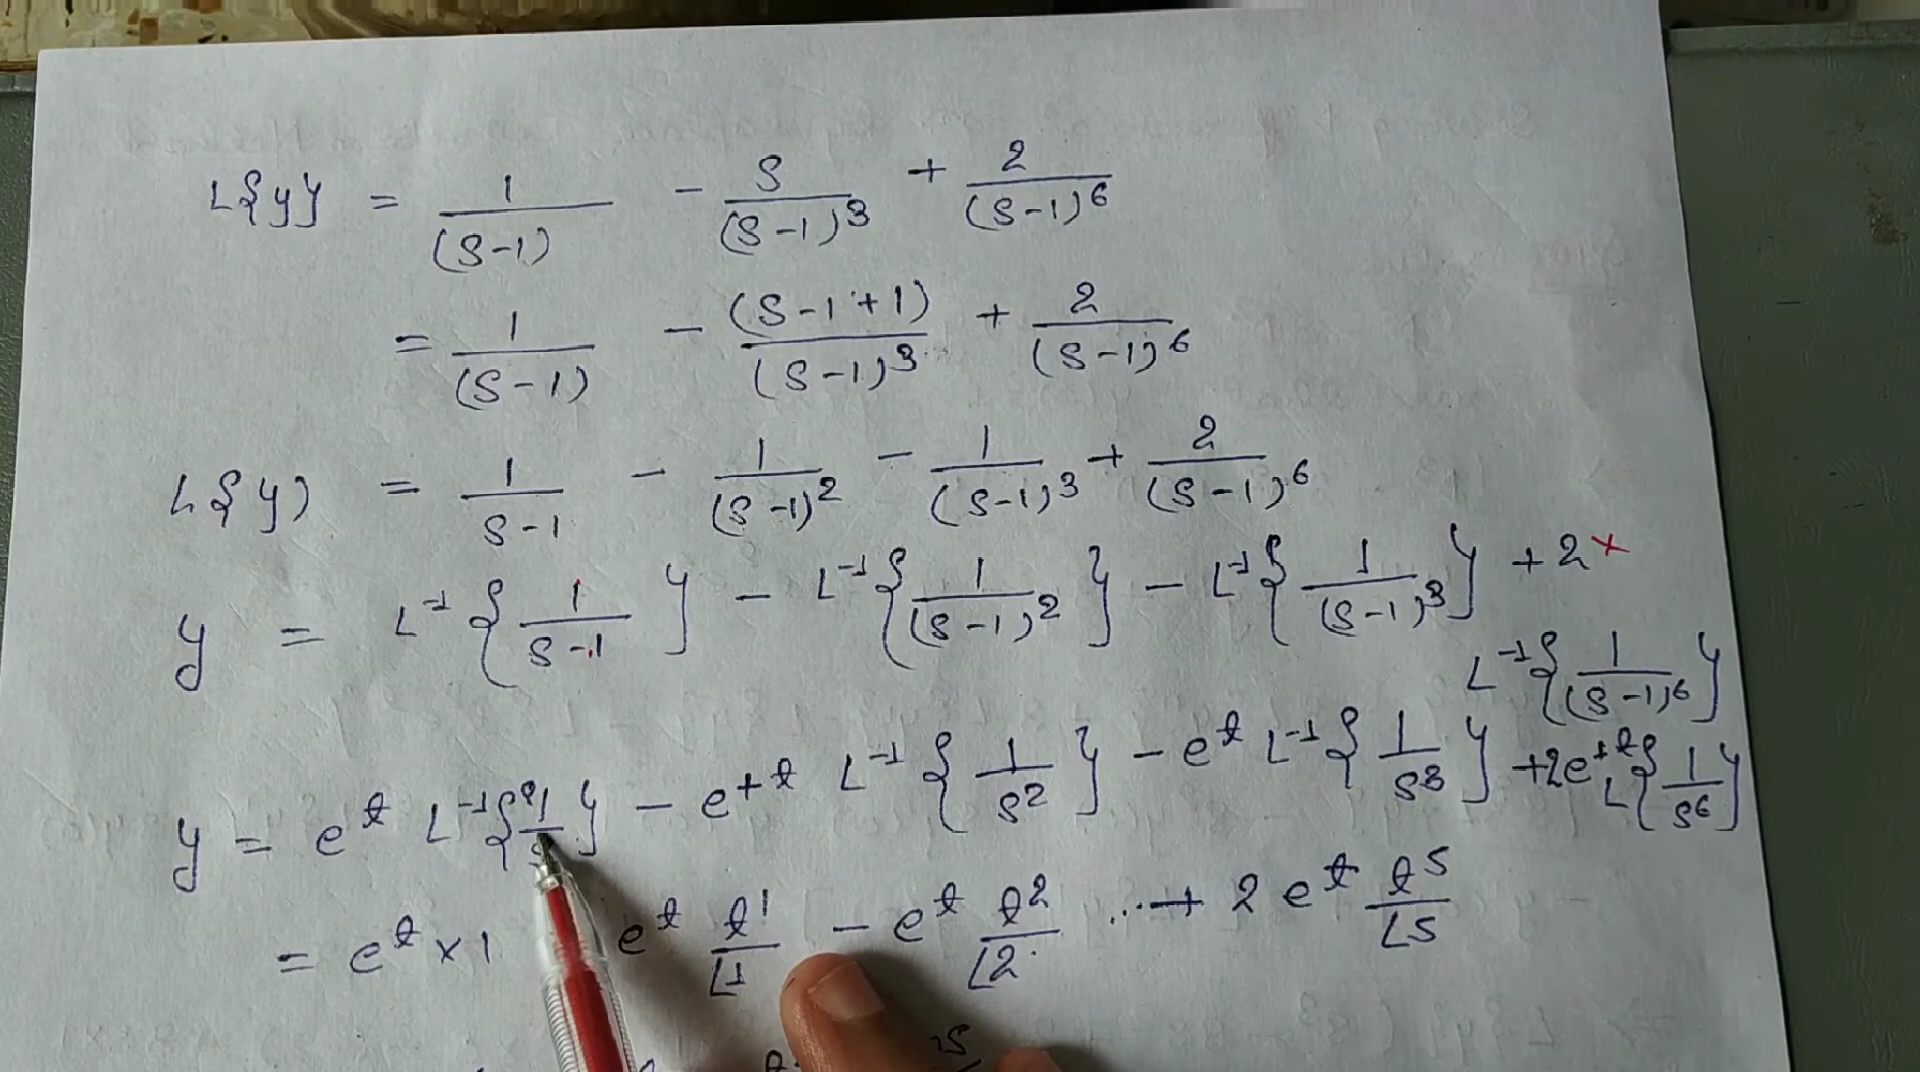 L{y} = 1/(S-1) - S/(S-1)^3 + 2/(S-1)^6
= 1/(S-1) - (S-1+1)/(S-1)^3 + 2/(S-1)^6
L{y) = 1/(S-1) - 1/(S-1)^2 - 1/(S-1)^3 + 2/(S-1)^6
y = L^-1{1/(S-1)} - L^-1{1/(S-1)^2} - L^-1{1/(S-1)^3} + 2 ×
L^-1{1/(S-1)^6}
y = e^t L^-1{1/S} - e^+t L^-1{1/S^2} - e^t L^-1{1/S^3} + 2e^+t L{1/S^6}
= e^t × 1 e^t t^1/⌊1 - e^t t^2/⌊2 ...+ 2 e^t t^5/⌊5